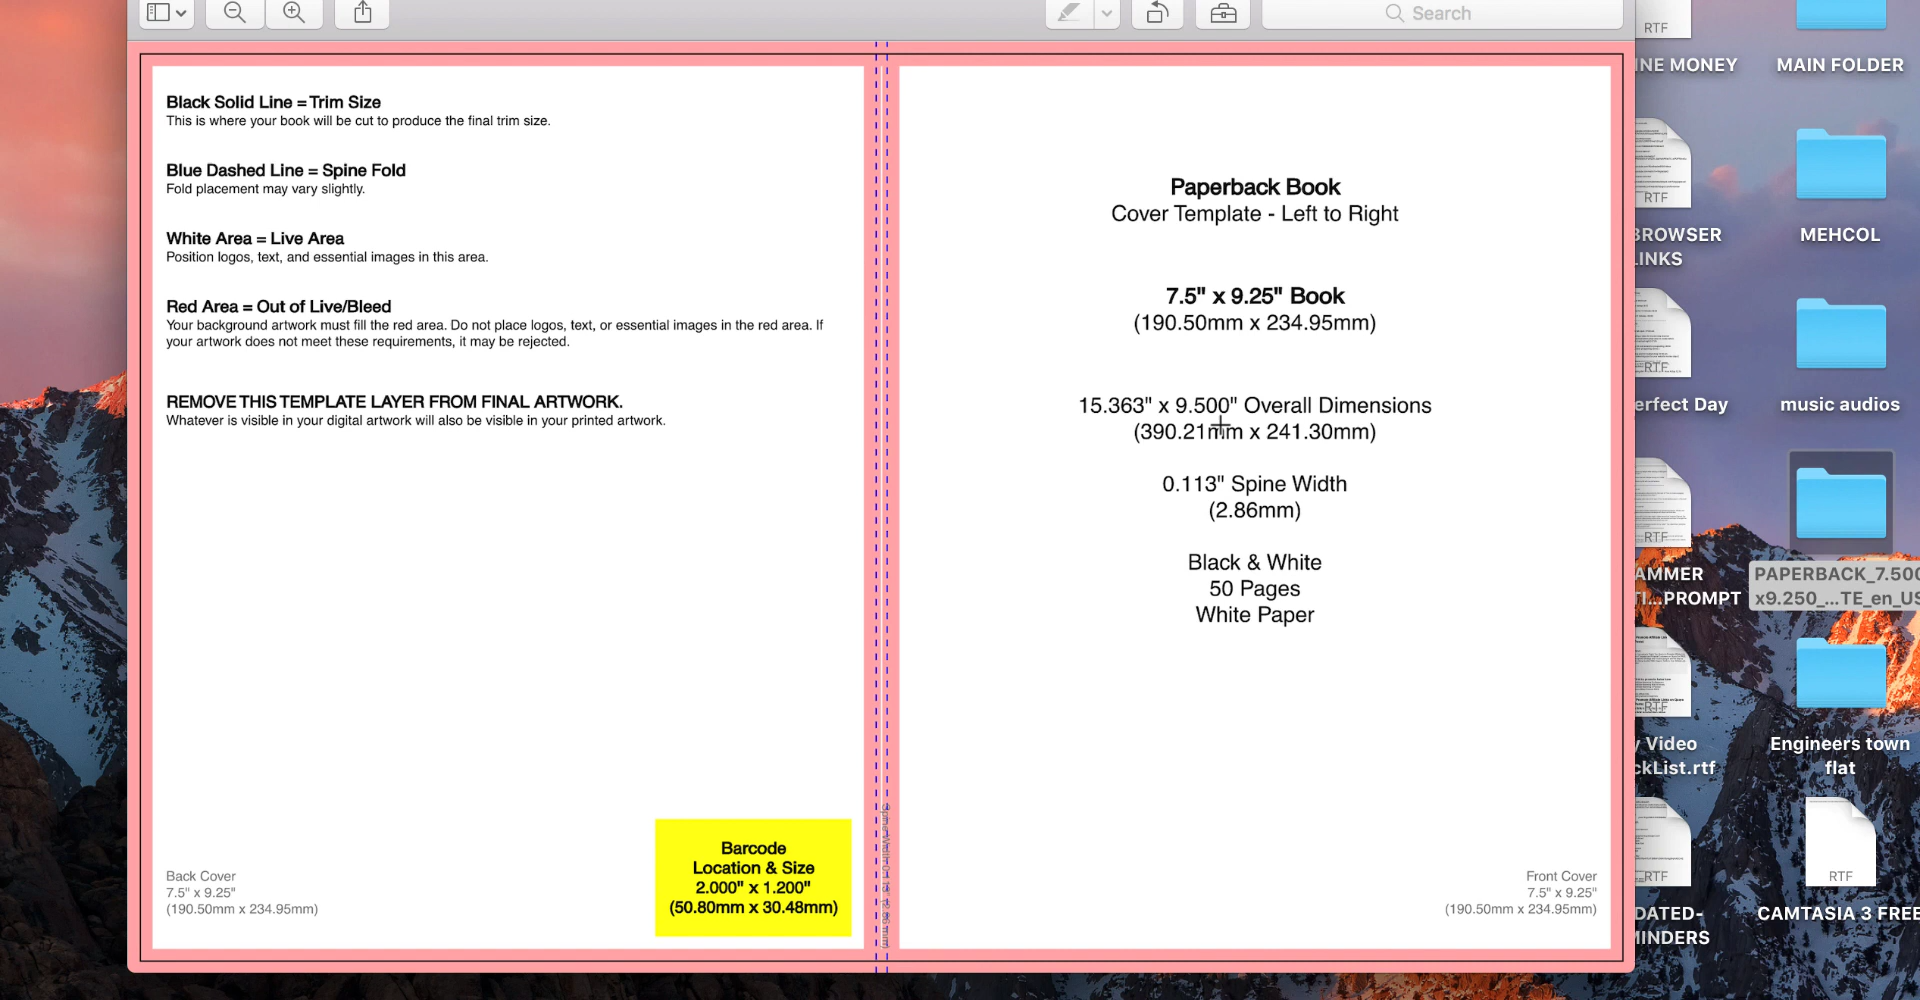 Search
Black Solid Line = Trim Size
This is where your book will be cut to produce the final trim size.
Blue Dashed Line = Spine Fold
Fold placement may vary slightly.
White Area = Live Area
Position logos, text, and essential images in this area.
Red Area = Out of Live/Bleed
Your background artwork must fill the red area. Do not place logos, text, or essential images in the red area. If
your artwork does not meet these requirements, it may be rejected.
REMOVE THIS TEMPLATE LAYER FROM FINAL ARTWORK.
Whatever is visible in your digital artwork will also be visible in your printed artwork.
Back Cover
7.5" x 9.25"
(190.50mm x 234.95mm)
Barcode
Location & Size
2.000" x 1.200"
(50.80mm x 30.48mm)
Paperback Book
Cover Template - Left to Right
7.5" x 9.25" Book
(190.50mm x 234.95mm)
15.363" x 9.500" Overall Dimensions
(390.21mm x 241.30mm)
0.113" Spine Width
(2.86mm)
Black & White
50 Pages
White Paper
Front Cover
7.5" x 9.25"
(190.50mm x 234.95mm)
RTF
INE MONEY
RTF
BROWSER
LINKS
RTF
erfect Day
RTF
AMMER
TI...PROMPT
RTF
y Video
ckList.rtf
RTF
DATED-
MINDERS
MAIN FOLDER
MEHCOL
music audios
PAPERBACK_7.500
x9.250_...TE_en_US
Engineers town
flat
RTF
CAMTASIA 3 FREE